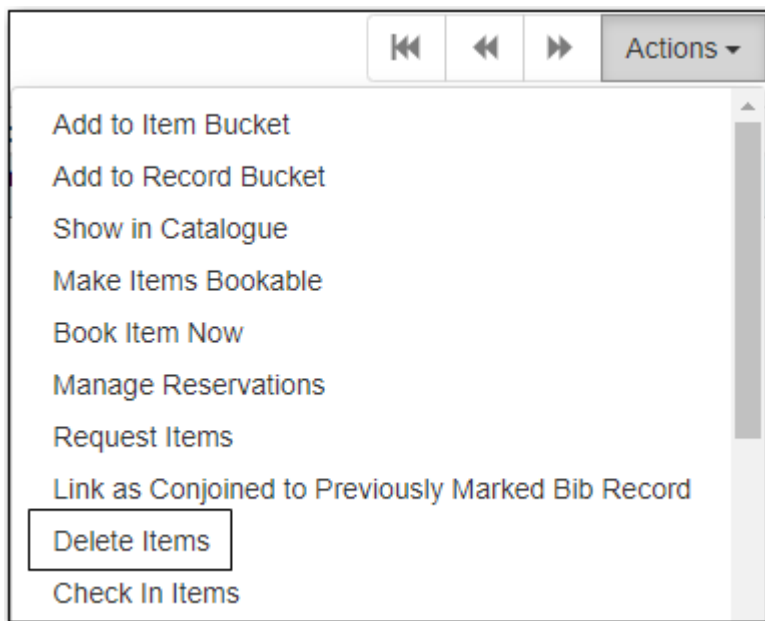 Actions
Add to Item Bucket
Add to Record Bucket
Show in Catalogue
Make Items Bookable
Book Item Now
Manage Reservations
Request Items
Link as Conjoined to Previously Marked Bib Record
Delete Items
Check In Items